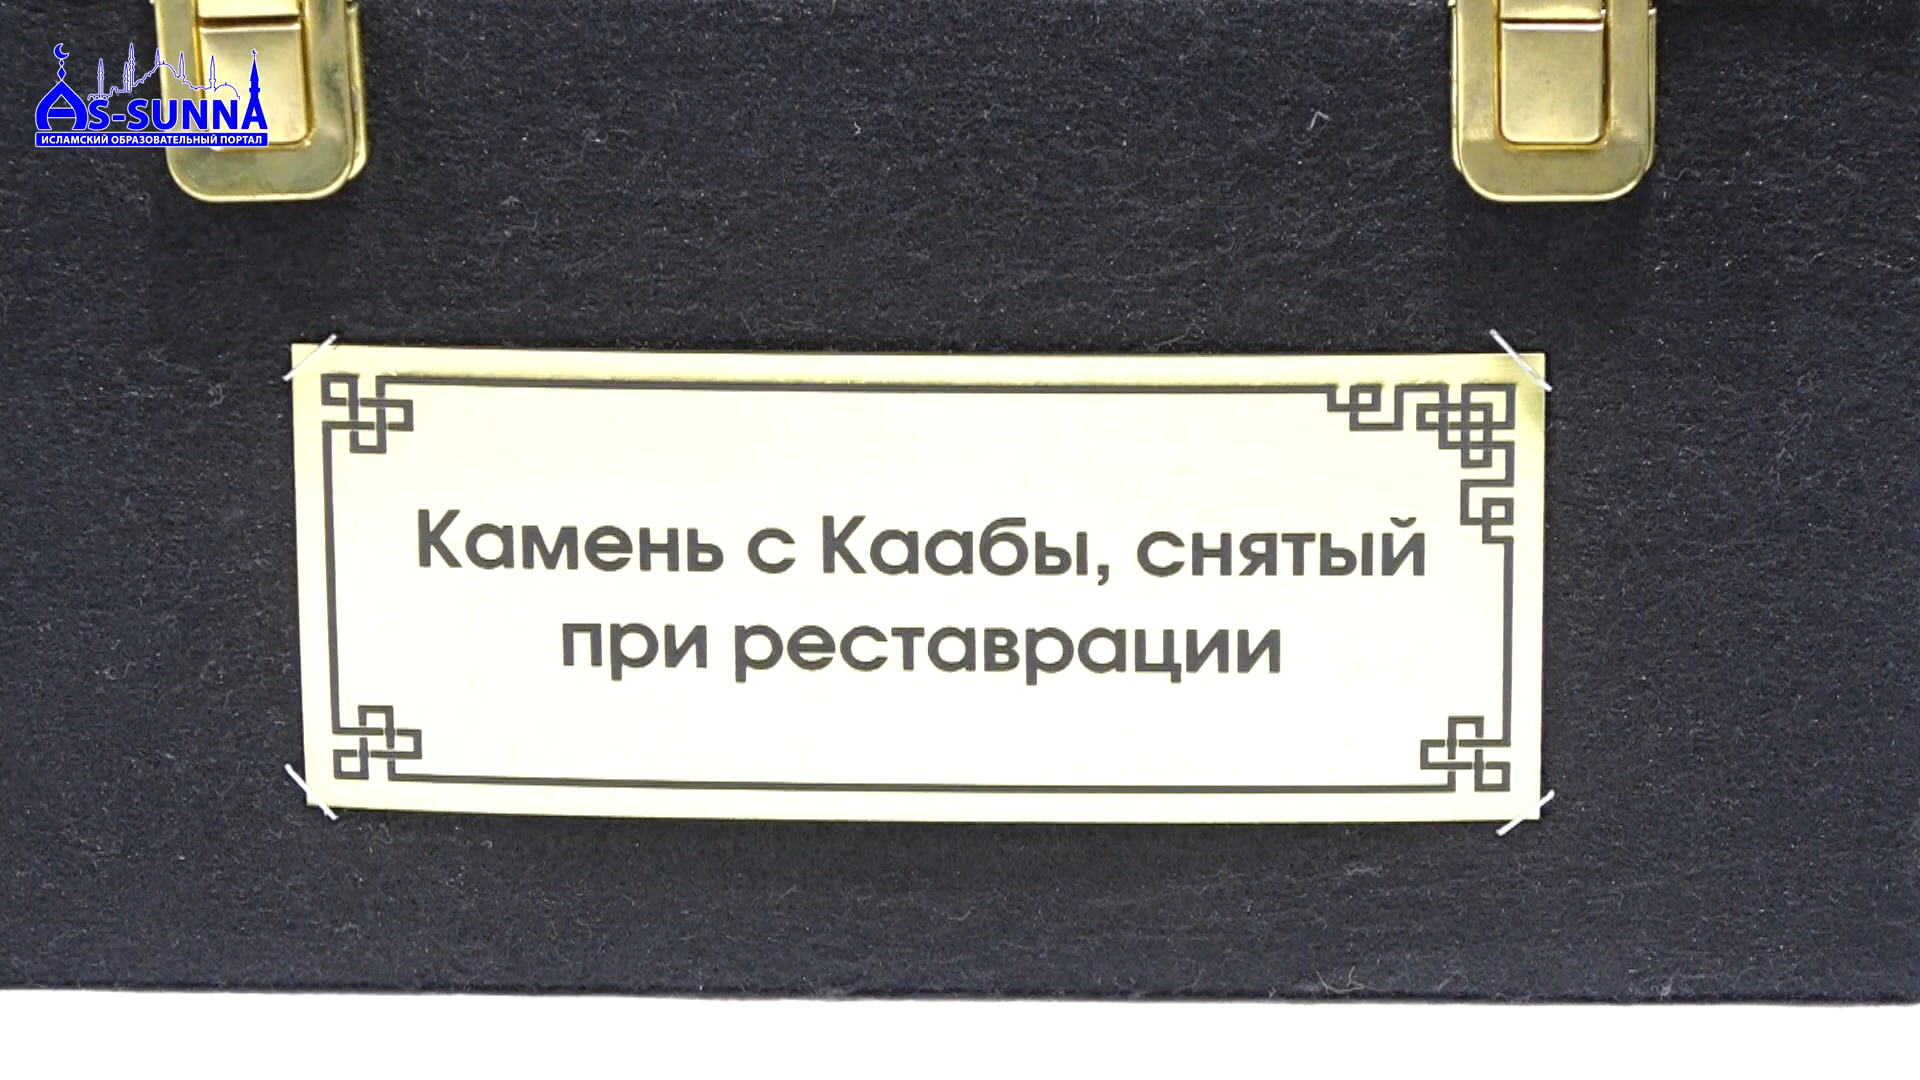 As-SUNNA
ИСЛАМСКИЙ ОБРАЗОВАТЕЛЬНЫЙ ПОРТАЛ
Камень с Каабы, снятый
при реставрации